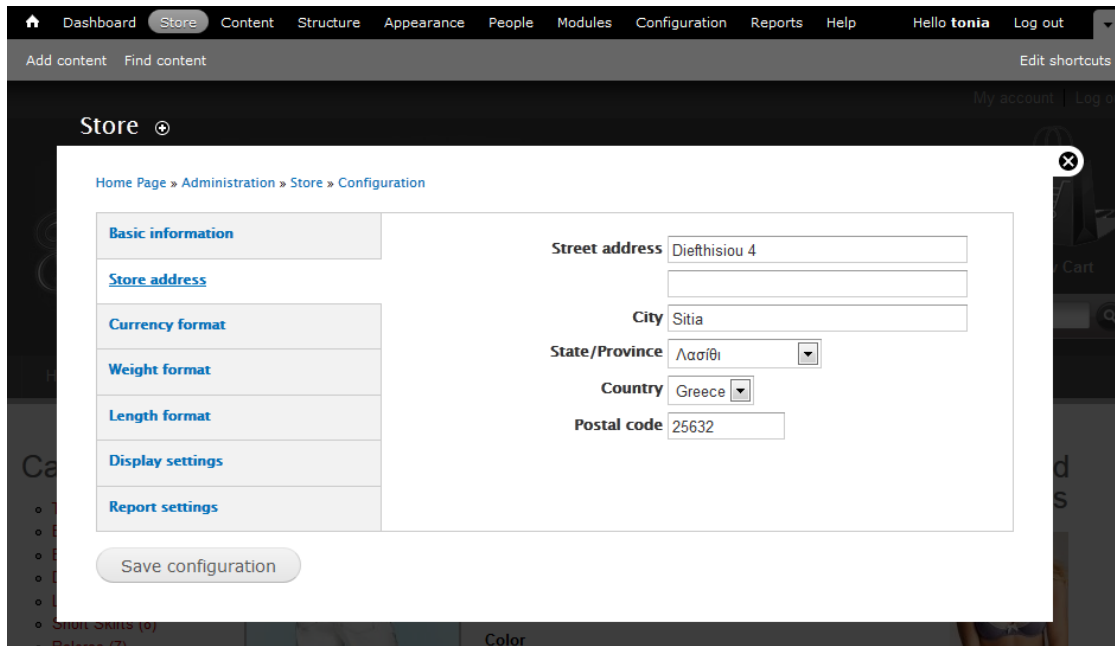 Dashboard Store Content Structure Appearance People Modules Configuration Reports Help Hello tonia Log out
Add content Find content Edit shortcuts
My account Log o
Store
Home Page » Administration » Store » Configuration
Basic information
Store address
Currency format
Weight format
Length format
Display settings
Report settings
Street address Diefthisiou 4
City Sitia
State/Province Λασίθι
Country Greece
Postal code 25632
Save configuration
Cart
Ca
d
s
Short Skirts (6)
Color